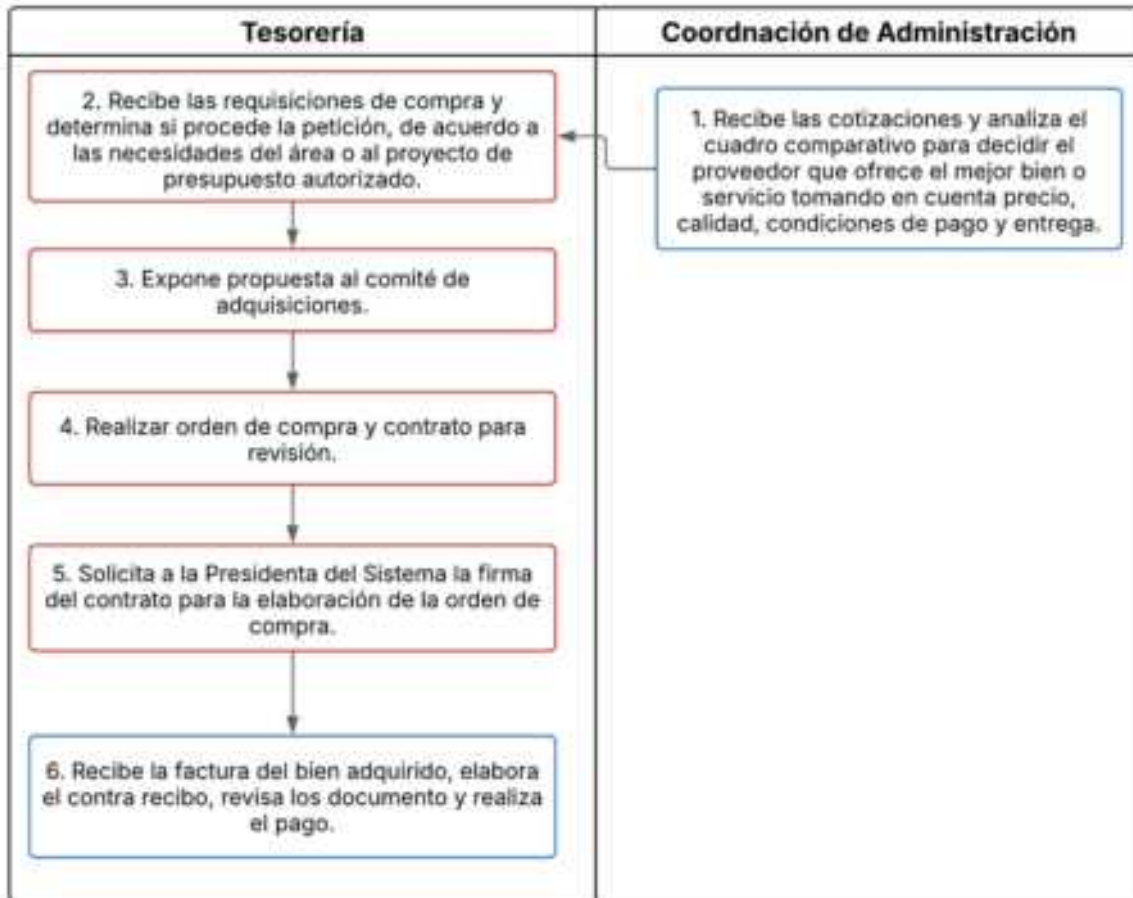 Tesorería
Coordnación de Administración
2. Recibe las requisiciones de compra y
determina si procede la petición, de acuerdo a
las necesidades del área o al proyecto de
presupuesto autorizado.
1. Recibe las cotizaciones y analiza el
cuadro comparativo para decidir el
proveedor que ofrece el mejor bien o
servicio tomando en cuenta precio,
calidad, condiciones de pago y entrega.
3. Expone propuesta al comité de
adquisiciones.
4. Realizar orden de compra y contrato para
revisión.
5. Solicita a la Presidenta del Sistema la firma
del contrato para la elaboración de la orden de
compra.
6. Recibe la factura del bien adquirido, elabora
el contra recibo, revisa los documento y realiza
el pago.